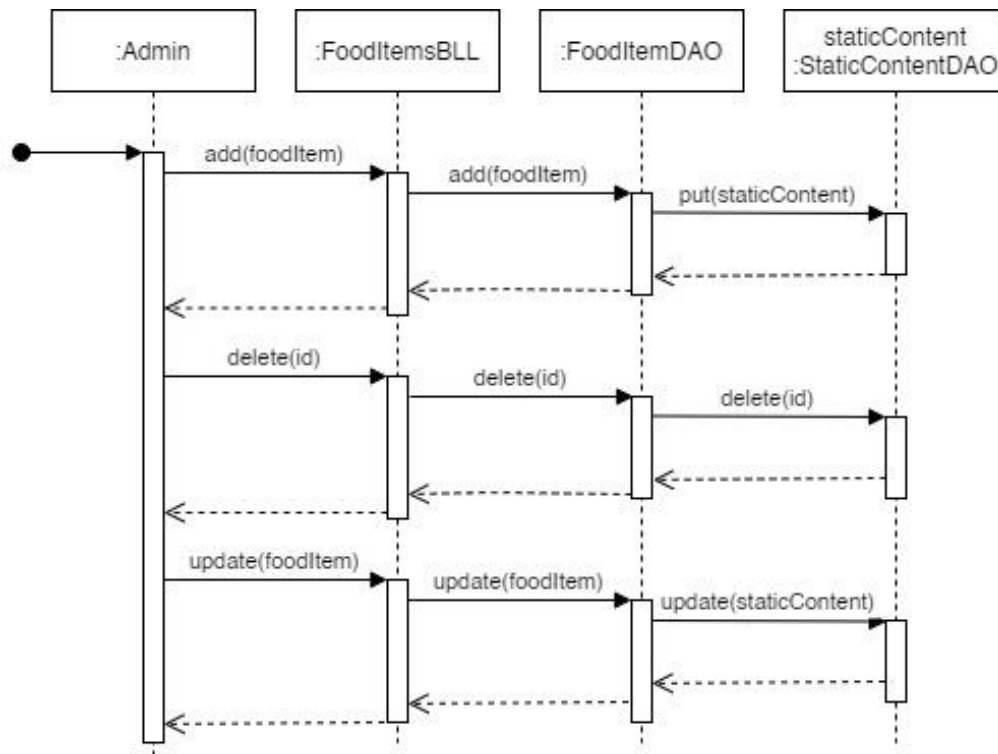 :Admin
:FoodItemsBLL
:FoodItemDAO
staticContent
:StaticContentDAO
add(foodItem)
add(foodItem)
put(staticContent)
delete(id)
delete(id)
delete(id)
update(foodItem)
update(foodItem)
update(staticContent)